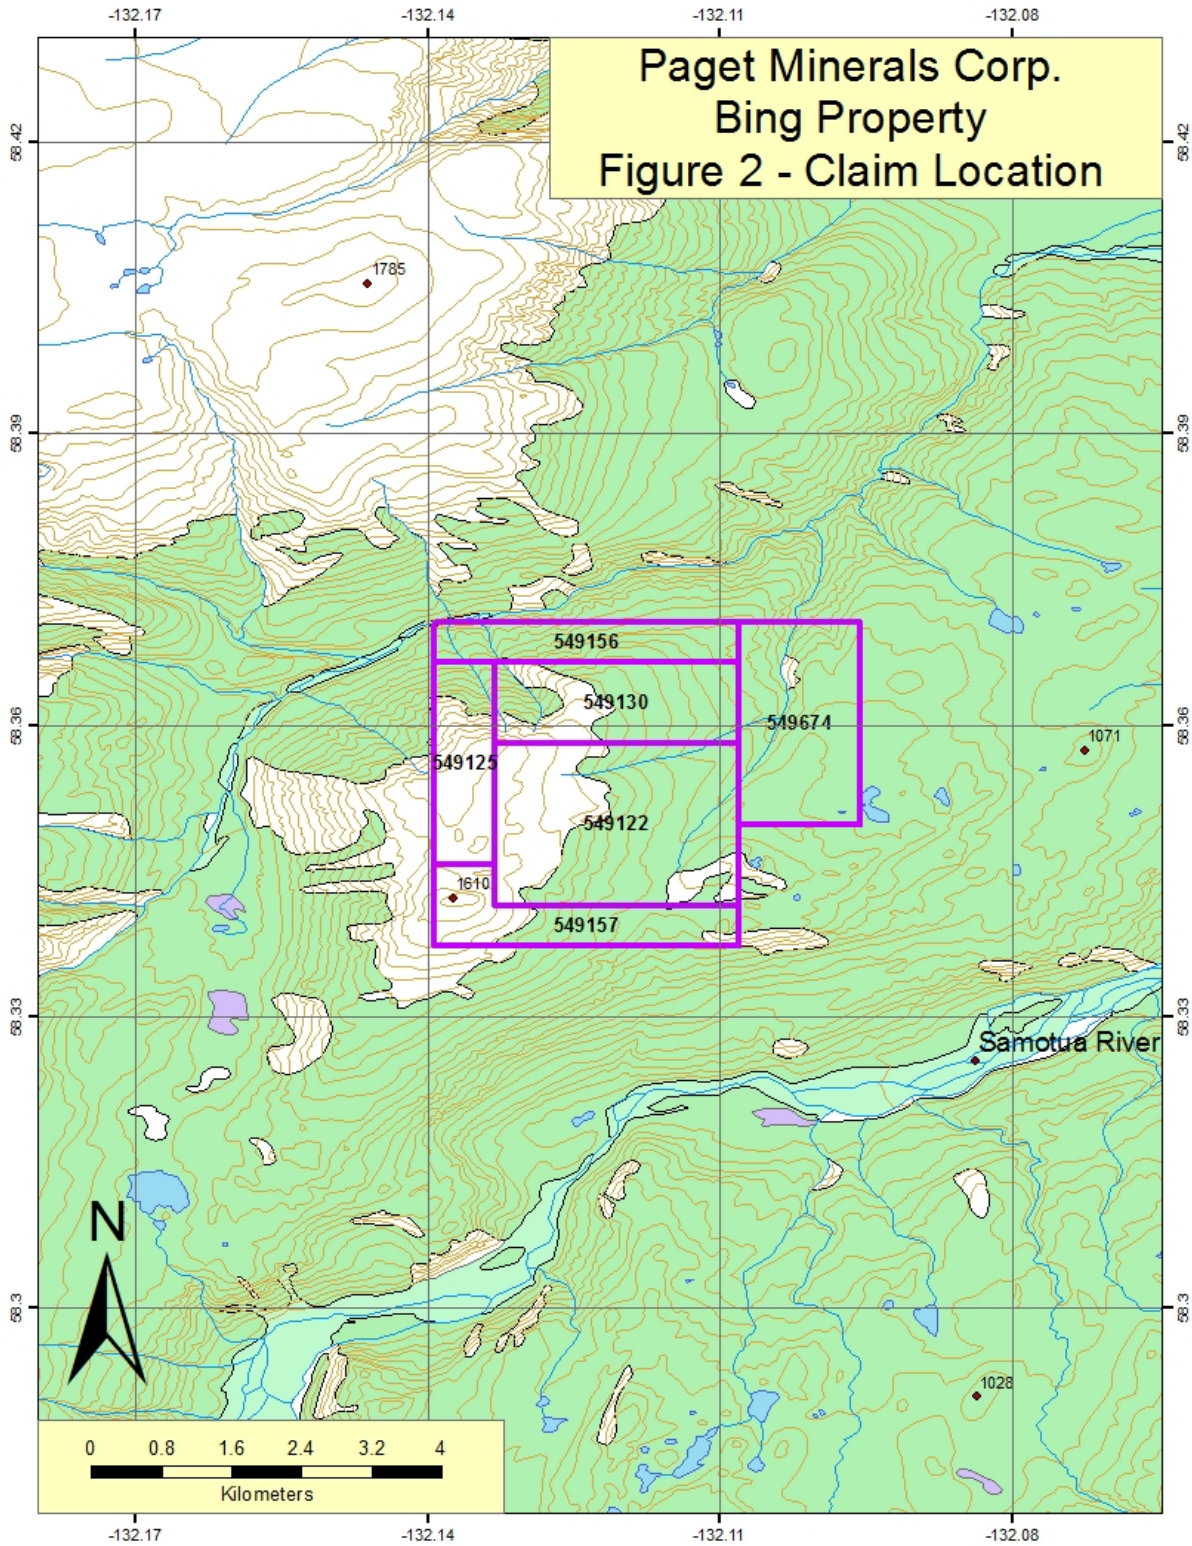 -132.17 -132.14 -132.11 -132.08
Paget Minerals Corp.
Bing Property
Figure 2 - Claim Location
58.42 58.42
1785
58.39 58.39
549156
549130
58.36 549674 58.36
1071
549125
549122
1610
549157
58.33 58.33
Samotua River
N
58.3 58.3
1028
0 0.8 1.6 2.4 3.2 4
Kilometers
-132.17 -132.14 -132.11 -132.08